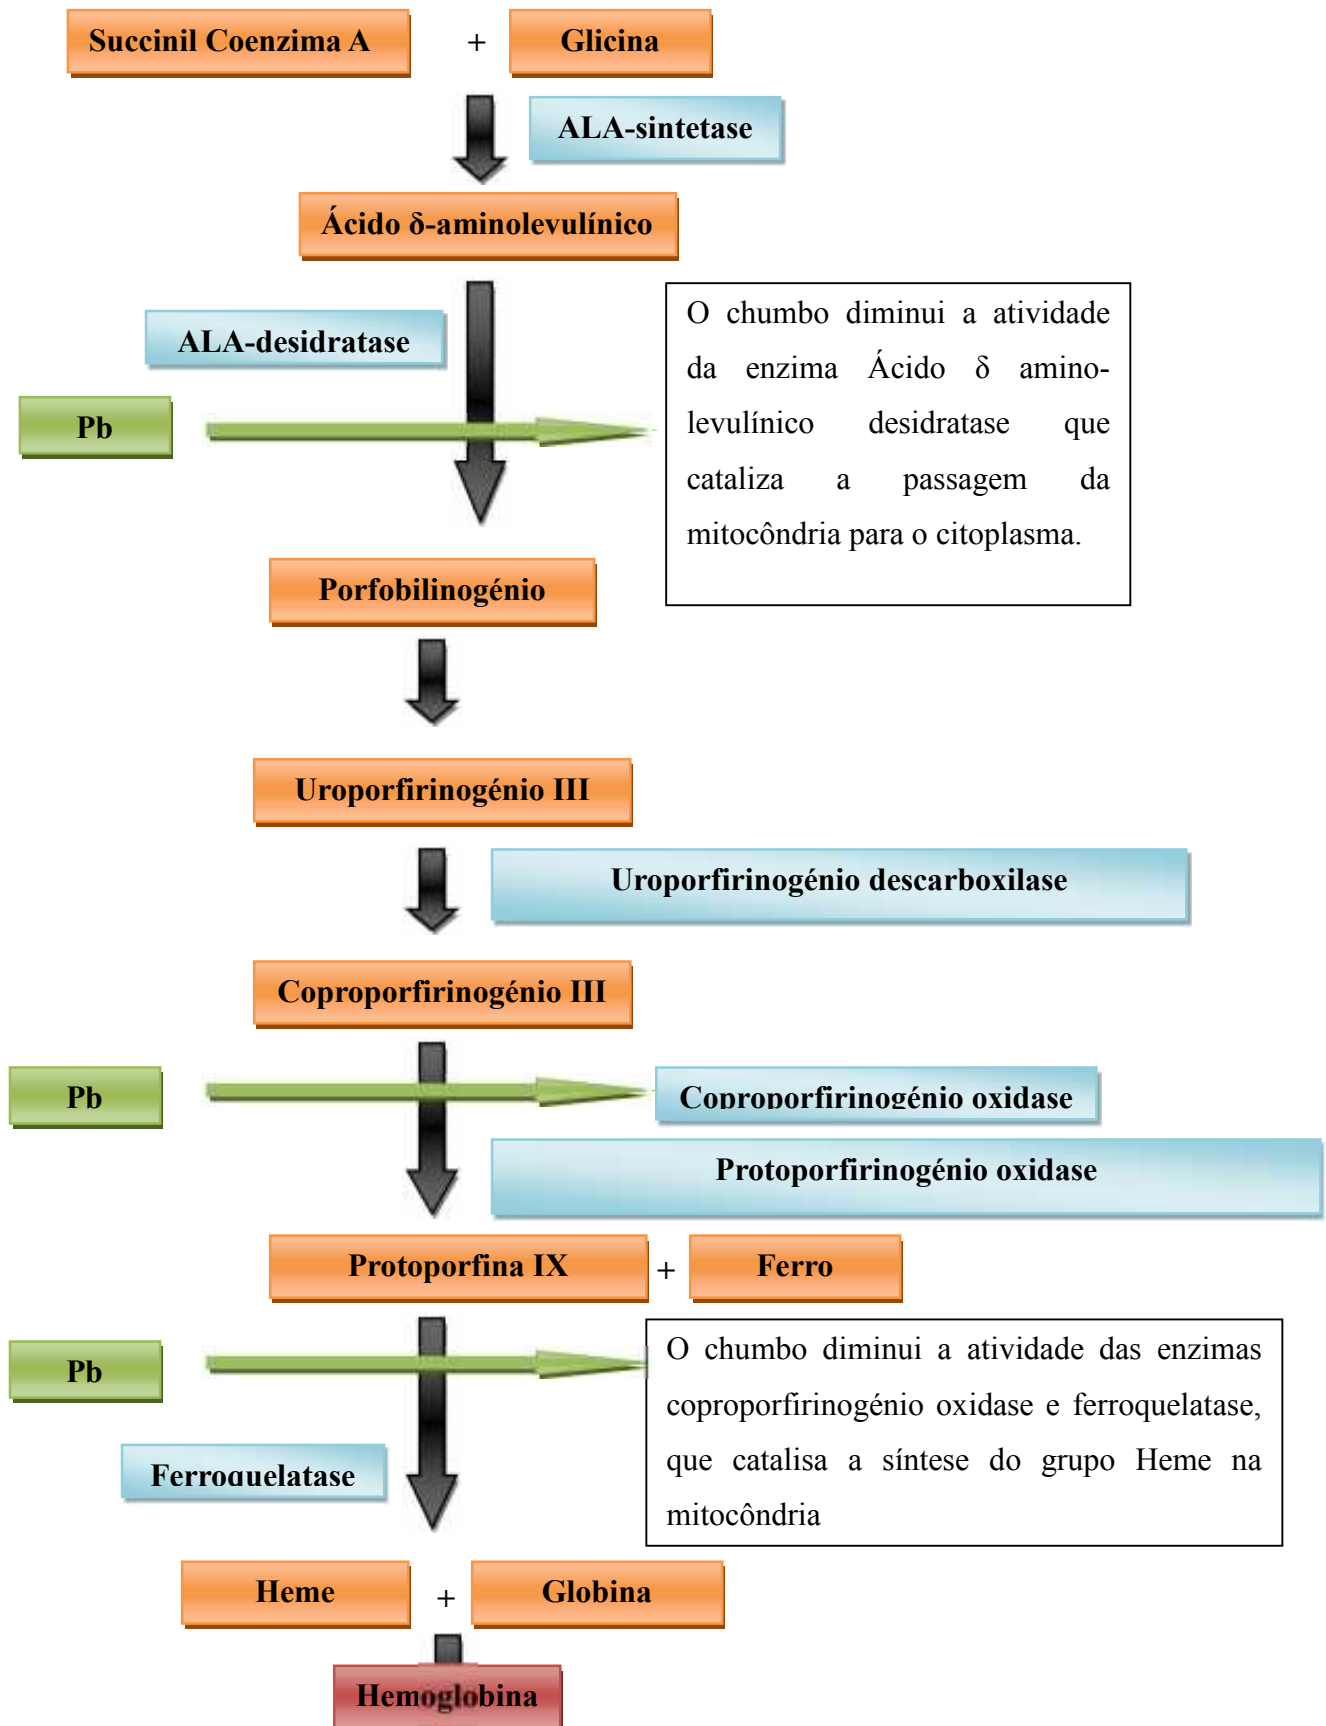 Succinil Coenzima A + Glicina
ALA-sintetase
Ácido δ-aminolevulínico
ALA-desidratase
O chumbo diminui a atividade
da enzima Ácido δ amino-
levulínico desidratase que
cataliza a passagem da
mitocôndria para o citoplasma.
Pb
Porfobilinogénio
Uroporfirinogénio III
Uroporfirinogénio descarboxilase
Coproporfirinogénio III
Pb
Coproporfirinogénio oxidase
Protoporfirinogénio oxidase
Protoporfina IX + Ferro
Pb
O chumbo diminui a atividade das enzimas
coproporfirinogénio oxidase e ferroquelatase,
que catalisa a síntese do grupo Heme na
mitocôndria
Ferroquelatase
Heme + Globina
Hemoglobina